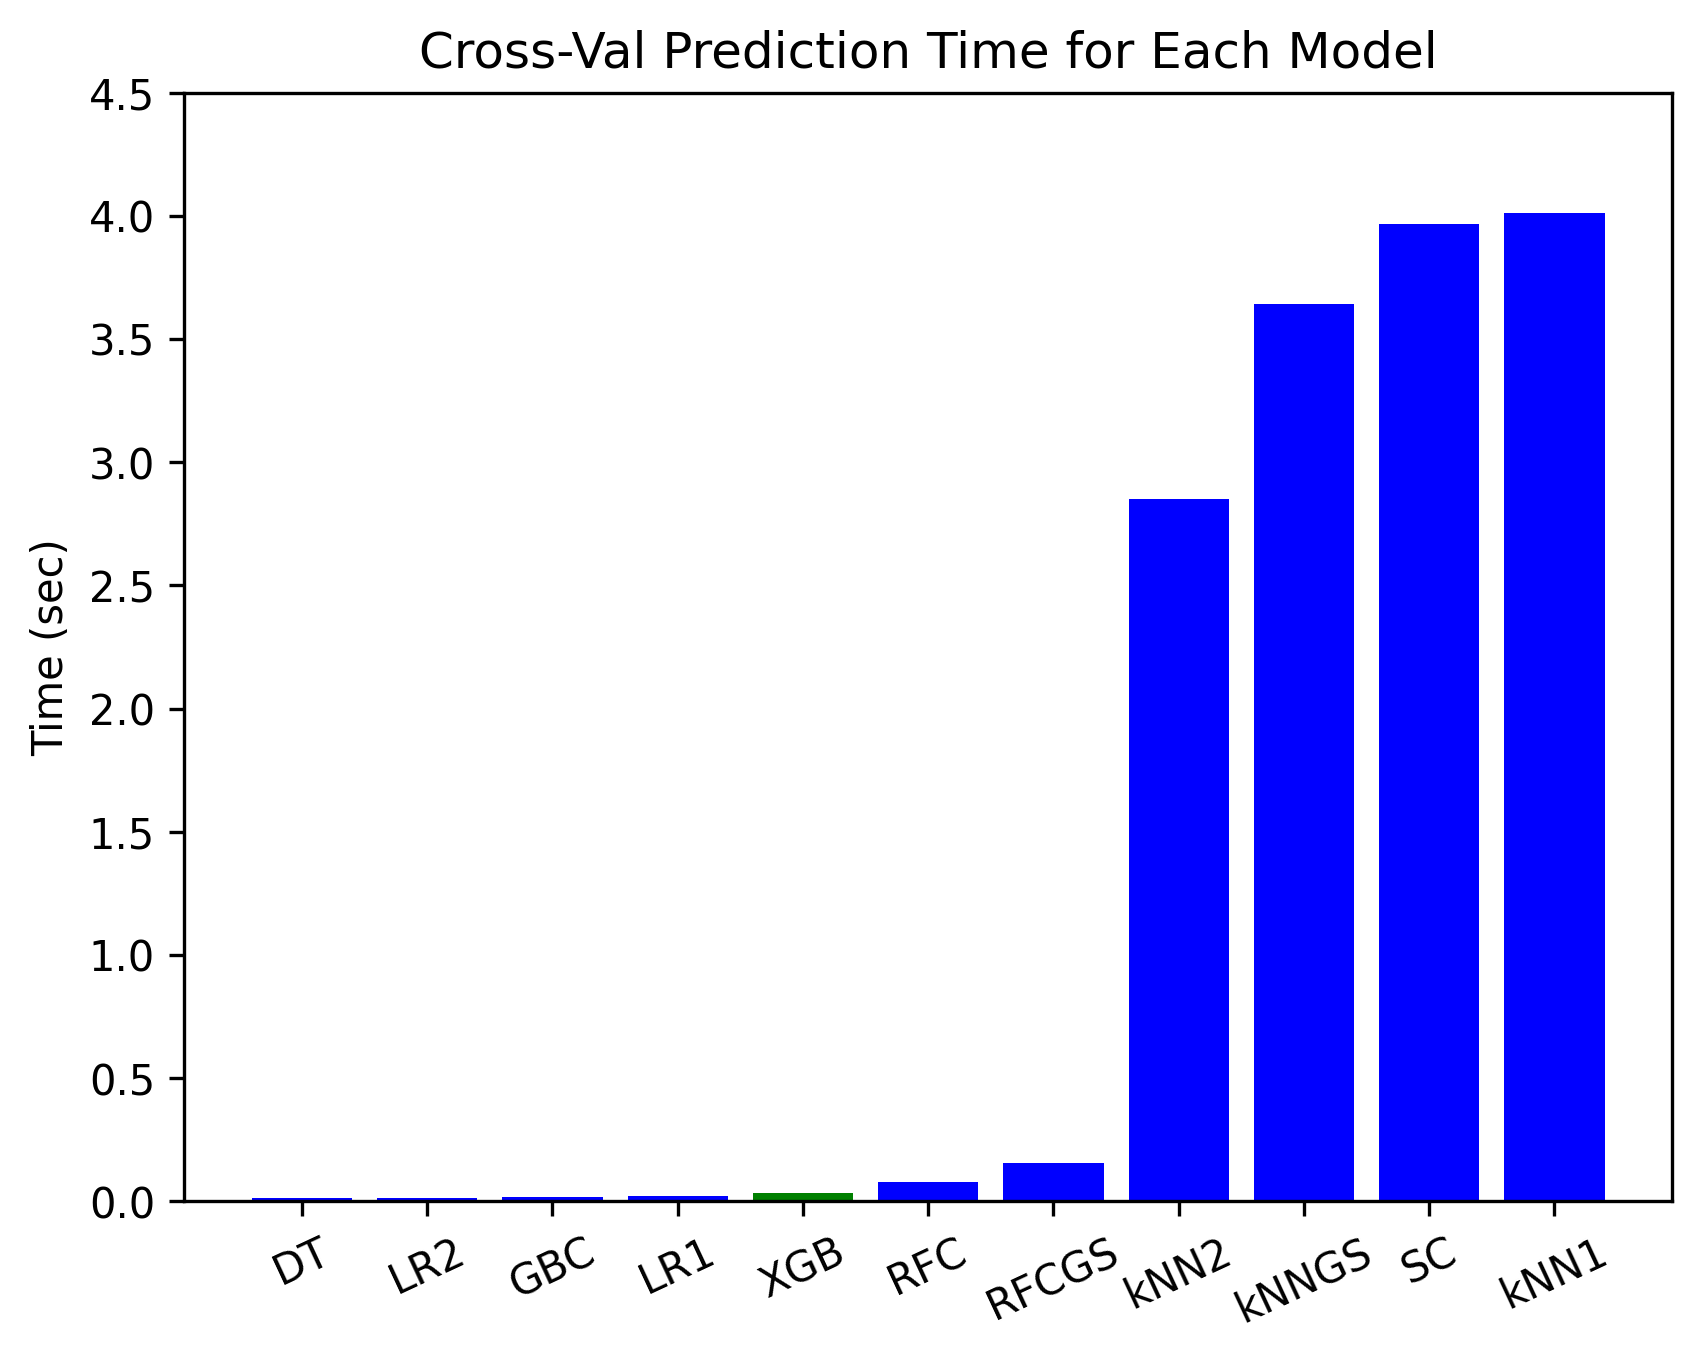 Cross-Val Prediction Time for Each Model
Time (sec)
4.5
4.0
3.5
3.0
2.5
2.0
1.5
1.0
0.5
0.0
DT
LR2
GBC
LR1
XGB
RFC
RFCGS
kNN2
kNNGS
SC
kNN1